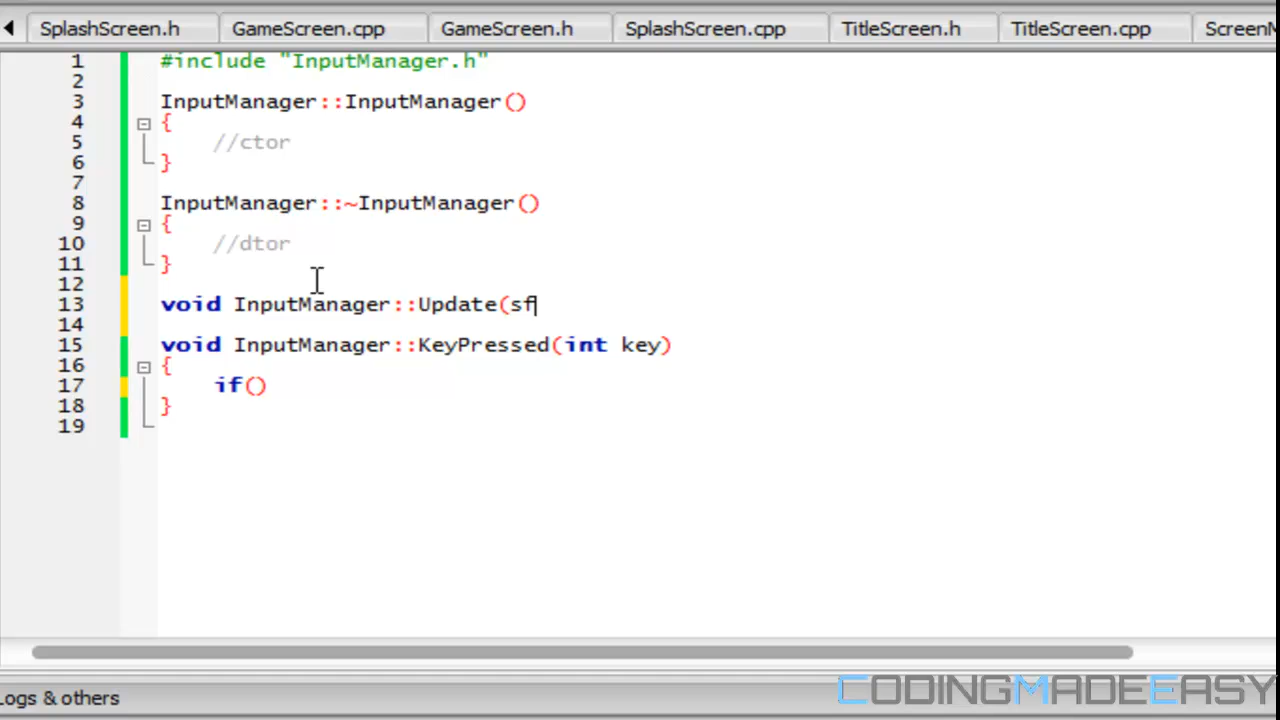 SplashScreen.h GameScreen.cpp GameScreen.h SplashScreen.cpp TitleScreen.h TitleScreen.cpp
1 #include "InputManager.h"
2
3 InputManager::InputManager()
4 {
5 //ctor
6 }
7
8 InputManager::~InputManager()
9 {
10 //dtor
11 }
12
13 void InputManager::Update(sf
14
15 void InputManager::KeyPressed(int key)
16 {
17 if()
18 }
19
Logs & others
CODINGMADEEASY